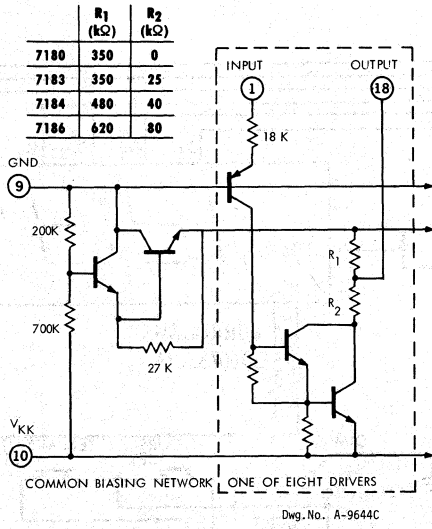 R1 R2
(kΩ) (kΩ)
7180 350 0
7183 350 25
7184 480 40
7186 620 80
INPUT OUTPUT
1 18
18 K
GND
9
200K
R1
R2
700K
27 K
VKK
10
COMMON BIASING NETWORK ONE OF EIGHT DRIVERS
Dwg. No. A-9644C